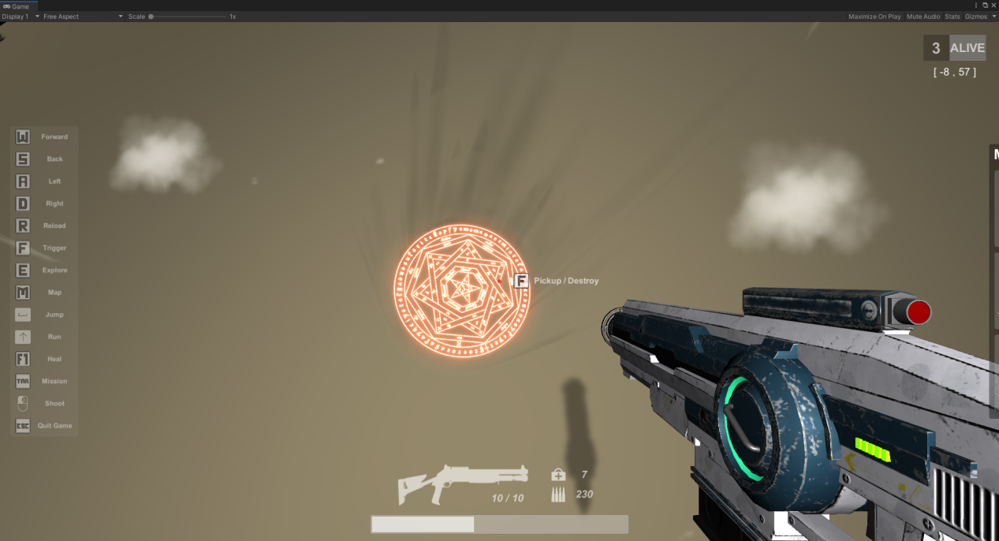 Game
Display 1 Free Aspect Scale 1x Maximize On Play Mute Audio Stats Gizmos
3 ALIVE
[ -8 , 57 ]
W Forward
S Back
A Left
D Right
R Reload
F Trigger
E Explore
M Map
Jump
Run
F1 Heal
TAB Mission
Shoot
ESC Quit Game
F Pickup / Destroy
10 / 10
7
230